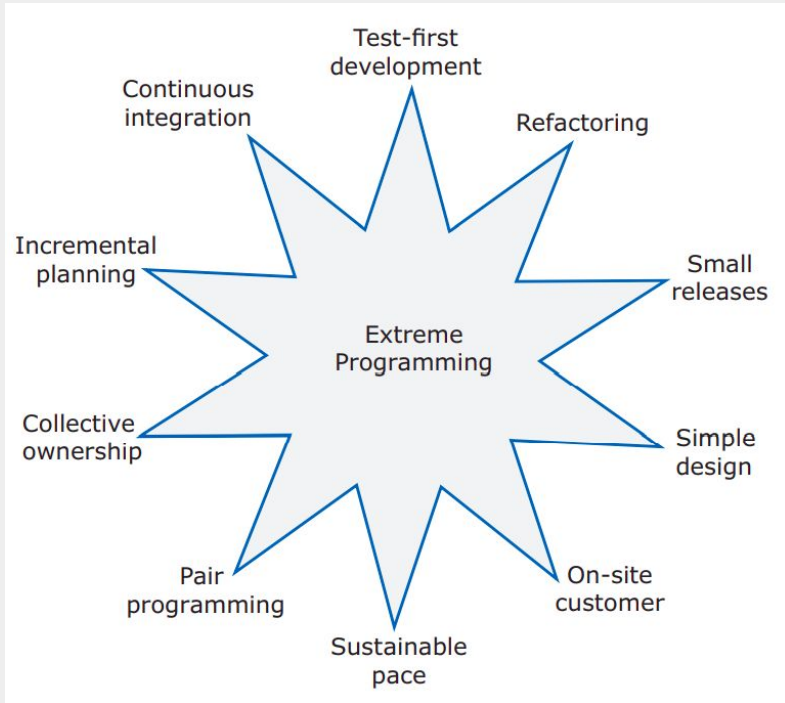 Test-first
development
Continuous
integration
Refactoring
Incremental
planning
Small
releases
Extreme
Programming
Collective
ownership
Simple
design
Pair
programming
On-site
customer
Sustainable
pace